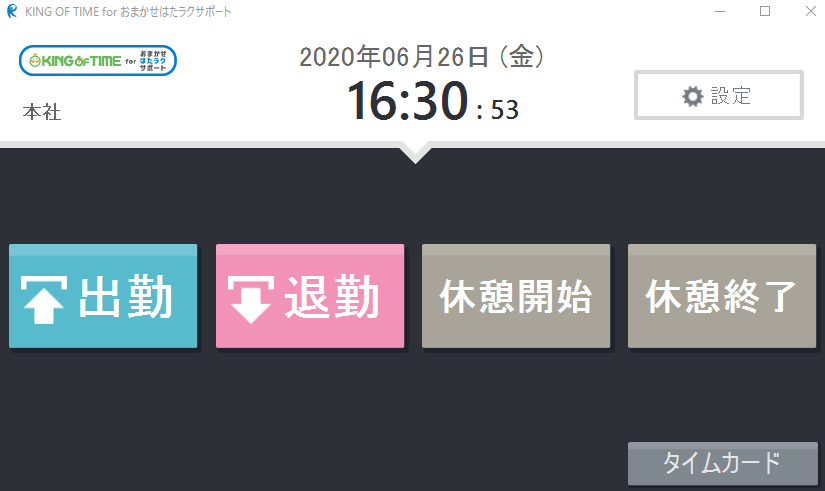 KING OF TIME for おまかせはたラクサポート
KING OF TIME for おまかせ はたラク サポート
2020年06月26日（金）
16:30 : 53
本社
設定
出勤
退勤
休憩開始
休憩終了
タイムカード